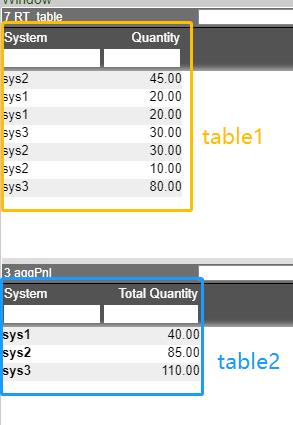 Window
7 RT_table
System Quantity
sys2 45.00
sys1 20.00
sys1 20.00
sys3 30.00
sys2 30.00
sys2 10.00
sys3 80.00
table1
3 aggPnl
System Total Quantity
sys1 40.00
sys2 85.00
sys3 110.00
table2